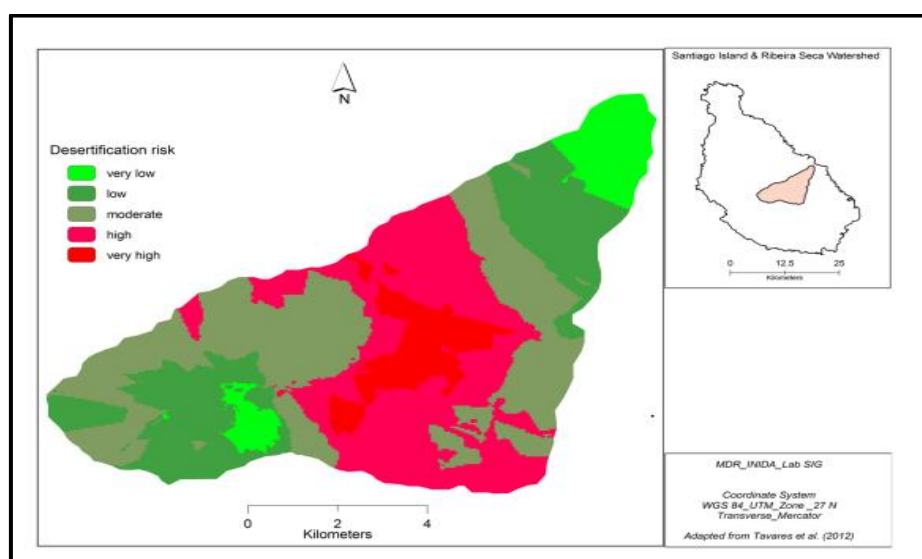 N
Desertification risk
very low
low
moderate
high
very high
0 2 4
Kilometers
Santiago Island & Ribeira Seca Watershed
0 12.5 25
Kilometers
MDR_INIDA_Lab SIG
Coordinate System
WGS 84_UTM_Zone _27 N
Transverse_Mercator
Adapted from Tavares et al. (2012)